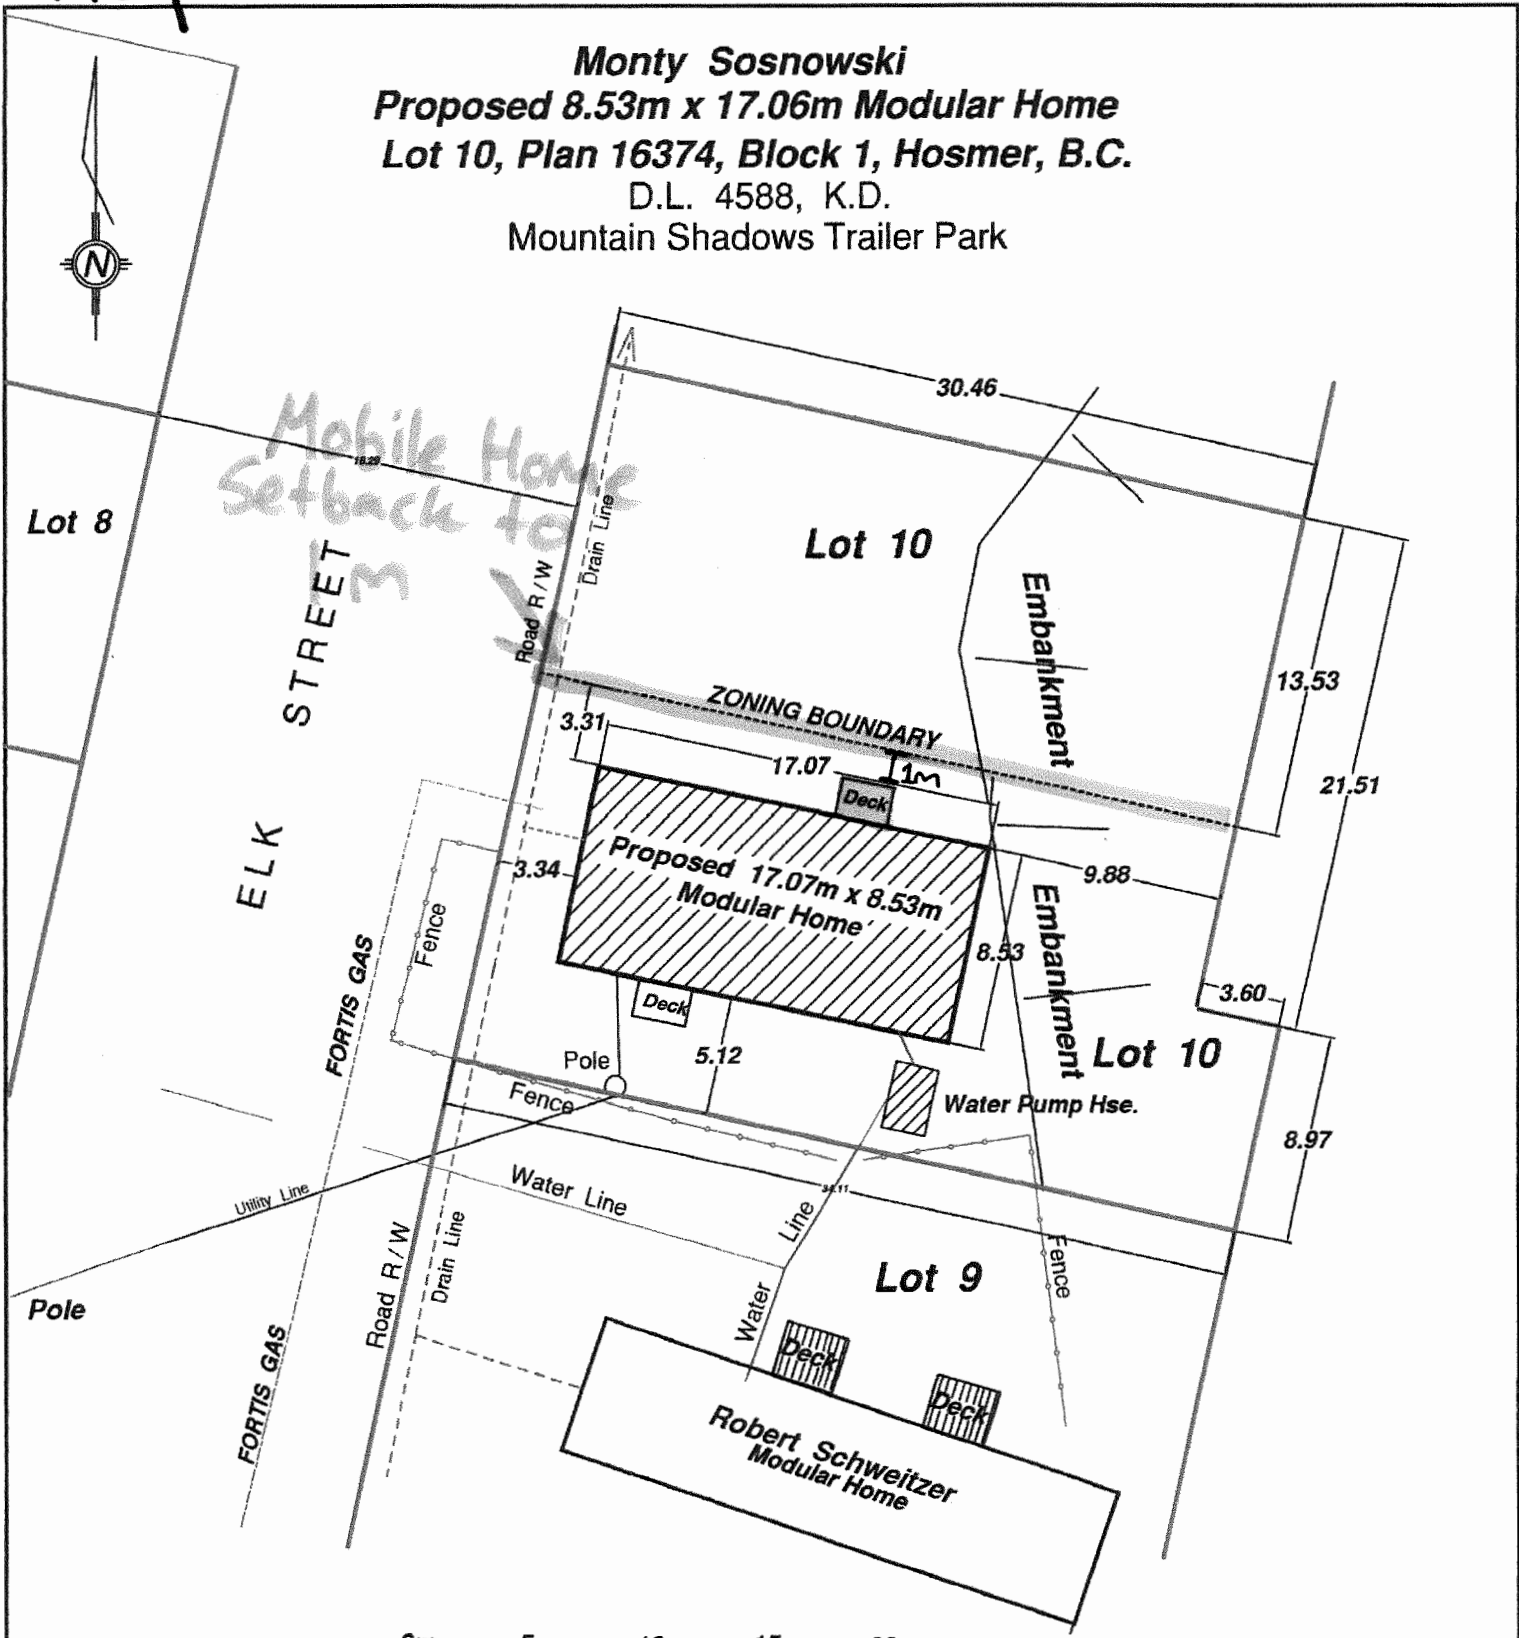 Monty Sosnowski
Proposed 8.53m x 17.06m Modular Home
Lot 10, Plan 16374, Block 1, Hosmer, B.C.
D.L. 4588, K.D.
Mountain Shadows Trailer Park
N
30.46
Mobile Home
Setback to
1m
18.29
Lot 8
Drain Line
Lot 10
ELK STREET
Road R/W
Embankment
13.53
ZONING BOUNDARY
3.31
17.07
1m
21.51
Deck
Proposed 17.07m x 8.53m
Modular Home
3.34
9.88
Fence
8.53
Embankment
FORTIS GAS
3.60
Deck
Pole
5.12
Lot 10
Fence
Water Pump Hse.
8.97
Water Line
34.11
Utility Line
Water Line
Fence
Road R/W
Drain Line
Lot 9
Pole
FORTIS GAS
Deck
Deck
Robert Schweitzer
Modular Home